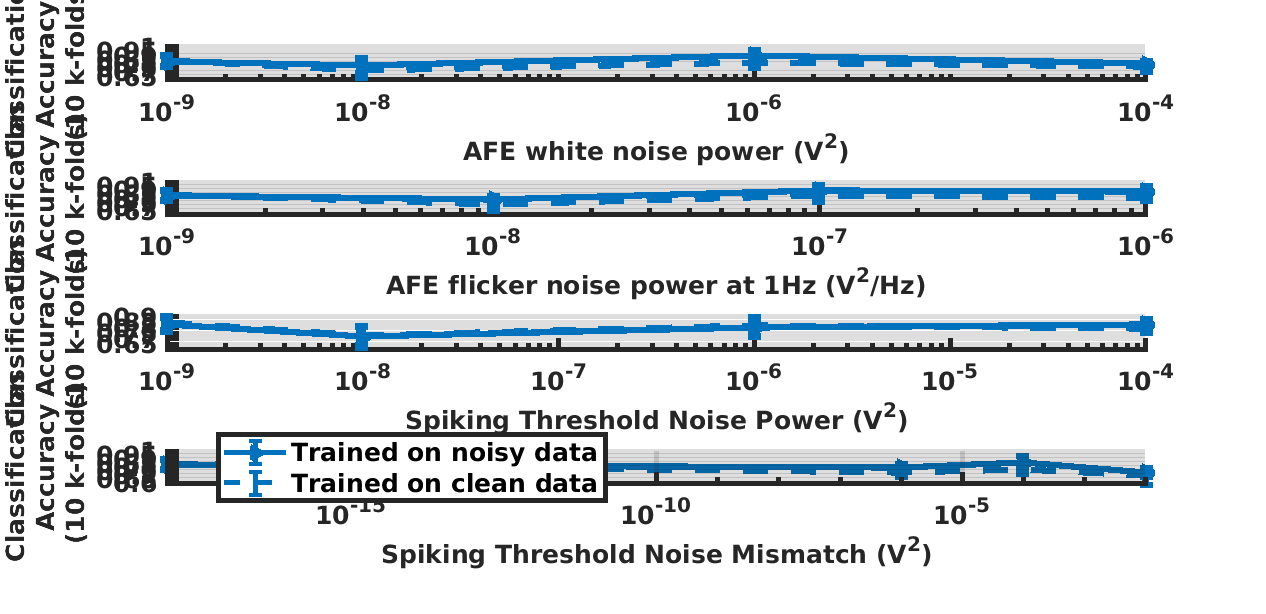 Classification
Accuracy
(10 k-folds)
0.65
10^-9 10^-8 10^-6 10^-4
AFE white noise power (V^2)
Classification
Accuracy
(10 k-folds)
0.65
10^-9 10^-8 10^-7 10^-6
AFE flicker noise power at 1Hz (V^2/Hz)
Classification
Accuracy
(10 k-folds)
0.9
0.65
10^-9 10^-8 10^-7 10^-6 10^-5 10^-4
Spiking Threshold Noise Power (V^2)
Classification
Accuracy
(10 k-folds)
0.6
Trained on noisy data
Trained on clean data
10^-15 10^-10 10^-5
Spiking Threshold Noise Mismatch (V^2)